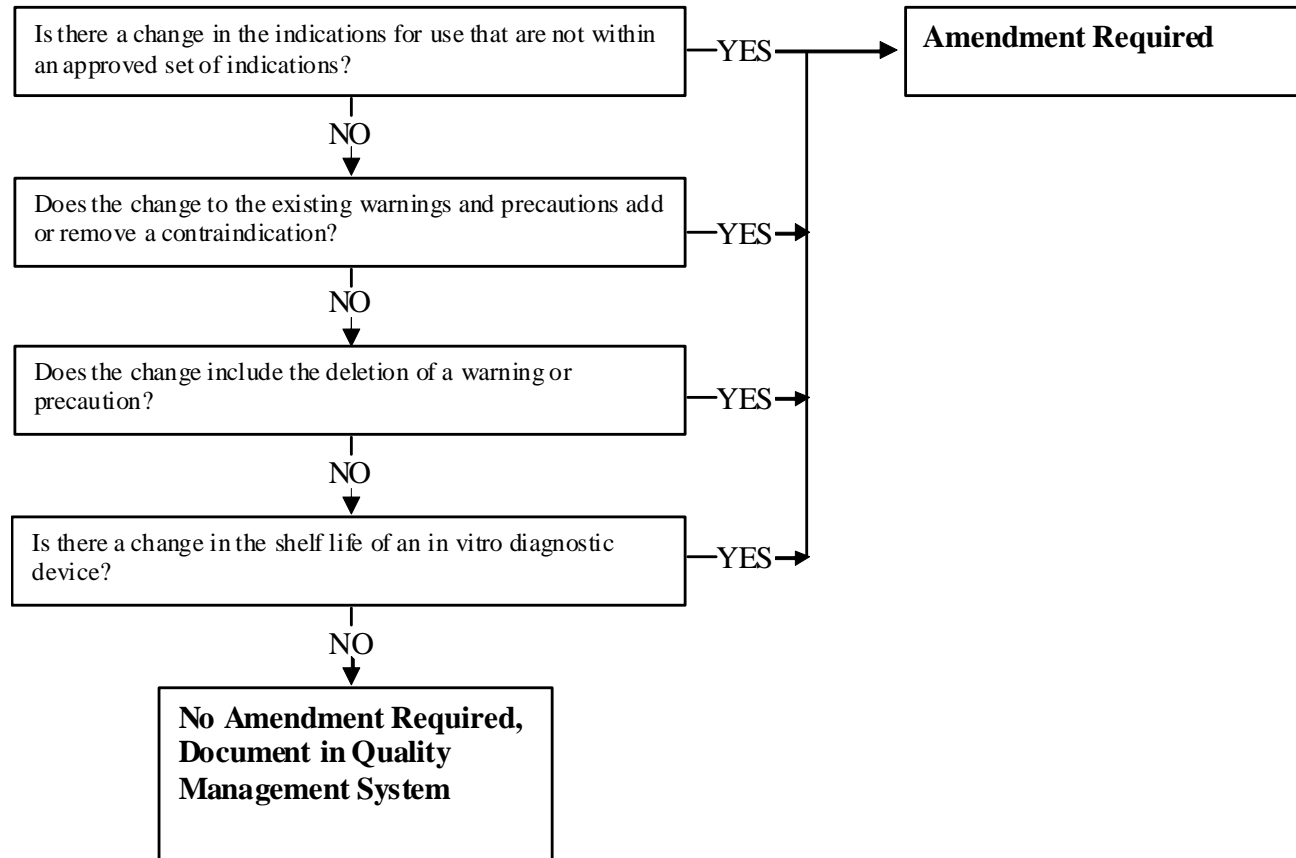 Is there a change in the indications for use that are not within
an approved set of indications?
YES
Amendment Required
NO
Does the change to the existing warnings and precautions add
or remove a contraindication?
YES
NO
Does the change include the deletion of a warning or
precaution?
YES
NO
Is there a change in the shelf life of an in vitro diagnostic
device?
YES
NO
No Amendment Required,
Document in Quality
Management System